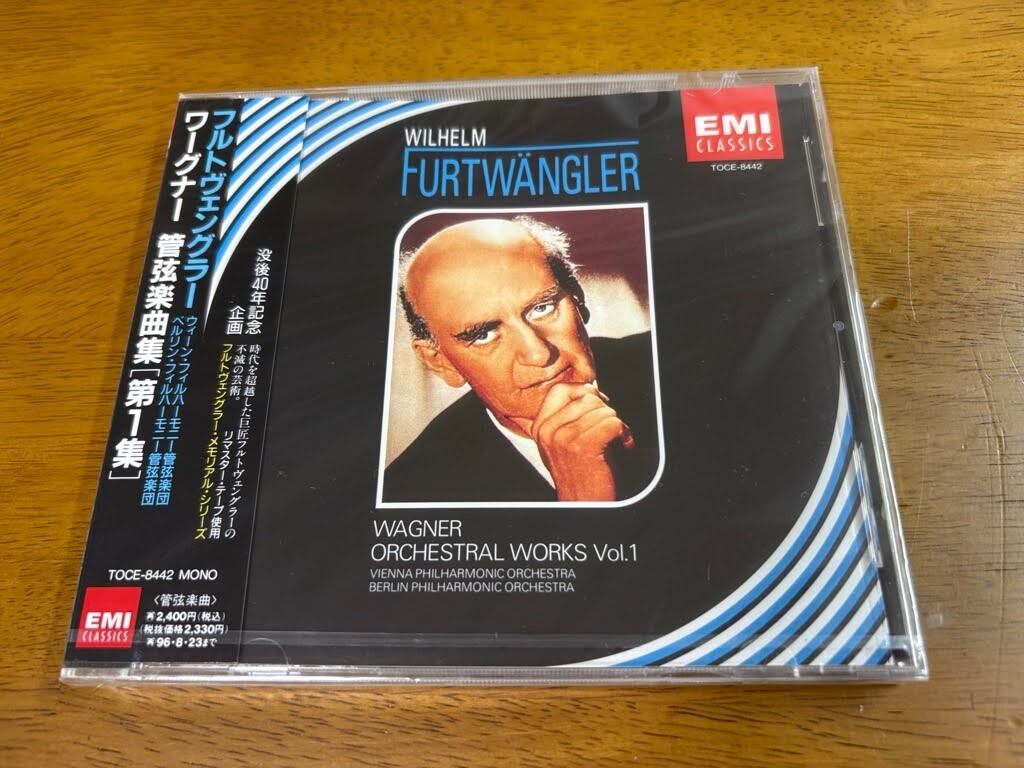 フルトヴェングラー
ワーグナー 管弦楽曲集[第1集]
ウィーン・フィルハーモニー管弦楽団
ベルリン・フィルハーモニー管弦楽団
没後40年記念
企画
時代を超越した巨匠フルトヴェングラーの
不滅の芸術。
リマスター・テープ使用
フルトヴェングラー・メモリアル・シリーズ
TOCE-8442 MONO
EMI
CLASSICS
〈管弦楽曲〉
再2,400円(税込)
(税抜価格2,330円)
再96・8・23まで
WILHELM
FURTWÄNGLER
EMI
CLASSICS
TOCE-8442
WAGNER
ORCHESTRAL WORKS Vol.1
VIENNA PHILHARMONIC ORCHESTRA
BERLIN PHILHARMONIC ORCHESTRA